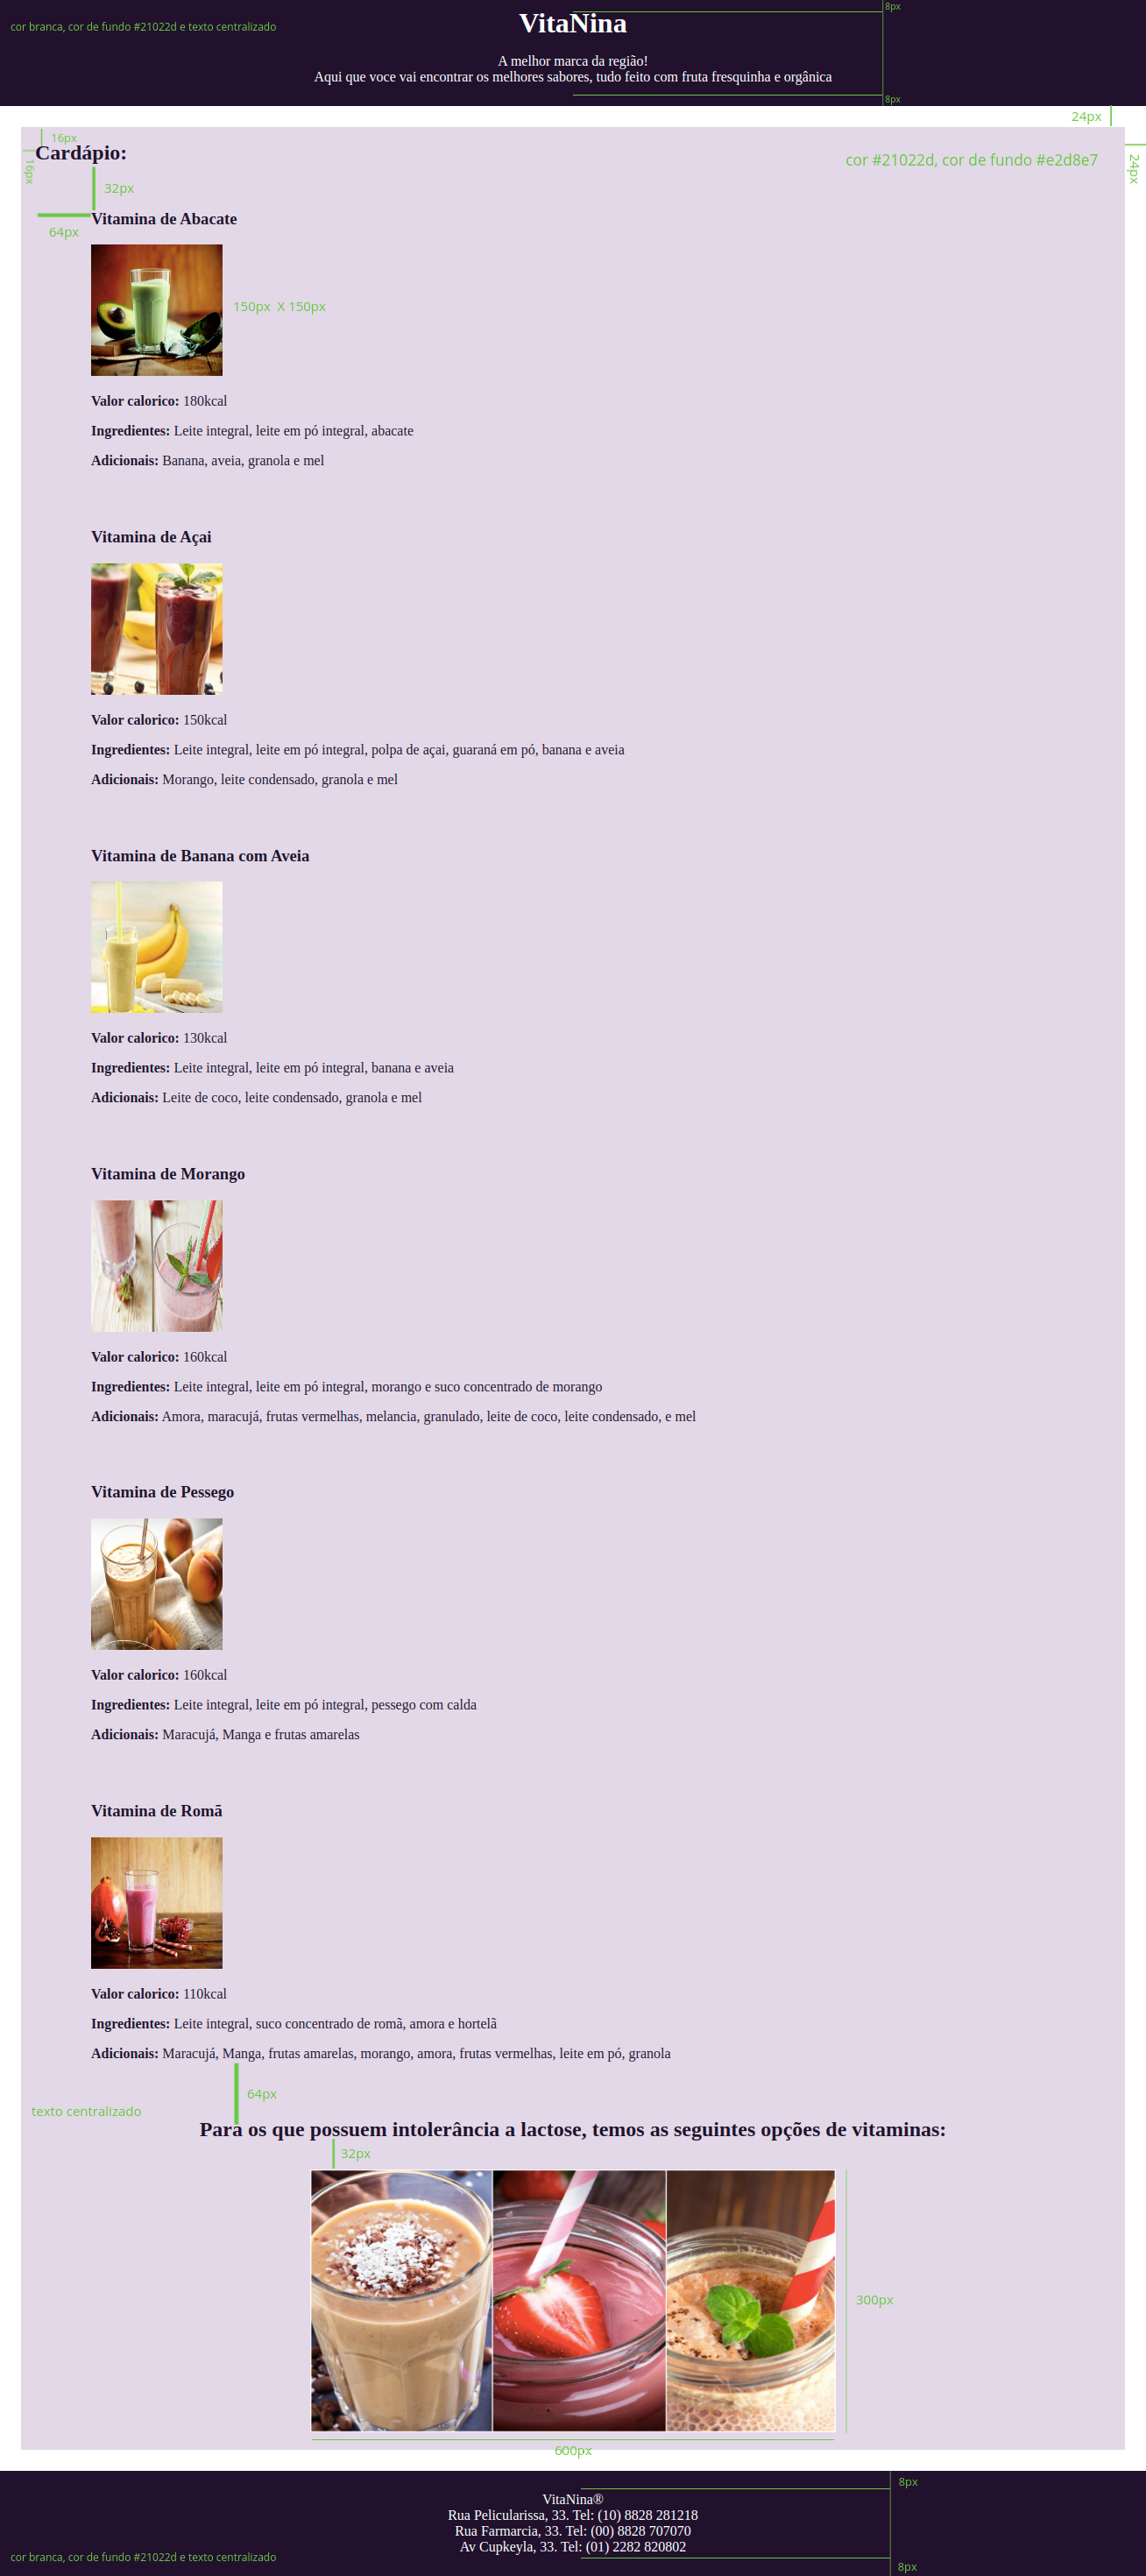 8px
VitaNina
cor branca, cor de fundo #21022d e texto centralizado
A melhor marca da região!
Aqui que voce vai encontrar os melhores sabores, tudo feito com fruta fresquinha e orgânica
8px
24px
16px
Cardápio:
16px
cor #21022d, cor de fundo #e2d8e7
24px
32px
Vitamina de Abacate
64px
150px X 150px
Valor calorico: 180kcal
Ingredientes: Leite integral, leite em pó integral, abacate
Adicionais: Banana, aveia, granola e mel
Vitamina de Açai
Valor calorico: 150kcal
Ingredientes: Leite integral, leite em pó integral, polpa de açai, guaraná em pó, banana e aveia
Adicionais: Morango, leite condensado, granola e mel
Vitamina de Banana com Aveia
Valor calorico: 130kcal
Ingredientes: Leite integral, leite em pó integral, banana e aveia
Adicionais: Leite de coco, leite condensado, granola e mel
Vitamina de Morango
Valor calorico: 160kcal
Ingredientes: Leite integral, leite em pó integral, morango e suco concentrado de morango
Adicionais: Amora, maracujá, frutas vermelhas, melancia, granulado, leite de coco, leite condensado, e mel
Vitamina de Pessego
Valor calorico: 160kcal
Ingredientes: Leite integral, leite em pó integral, pessego com calda
Adicionais: Maracujá, Manga e frutas amarelas
Vitamina de Romã
Valor calorico: 110kcal
Ingredientes: Leite integral, suco concentrado de romã, amora e hortelã
Adicionais: Maracujá, Manga, frutas amarelas, morango, amora, frutas vermelhas, leite em pó, granola
64px
texto centralizado
Para os que possuem intolerância a lactose, temos as seguintes opções de vitaminas:
32px
300px
600px
8px
VitaNina®
Rua Pelicularissa, 33. Tel: (10) 8828 281218
Rua Farmarcia, 33. Tel: (00) 8828 707070
Av Cupkeyla, 33. Tel: (01) 2282 820802
cor branca, cor de fundo #21022d e texto centralizado
8px